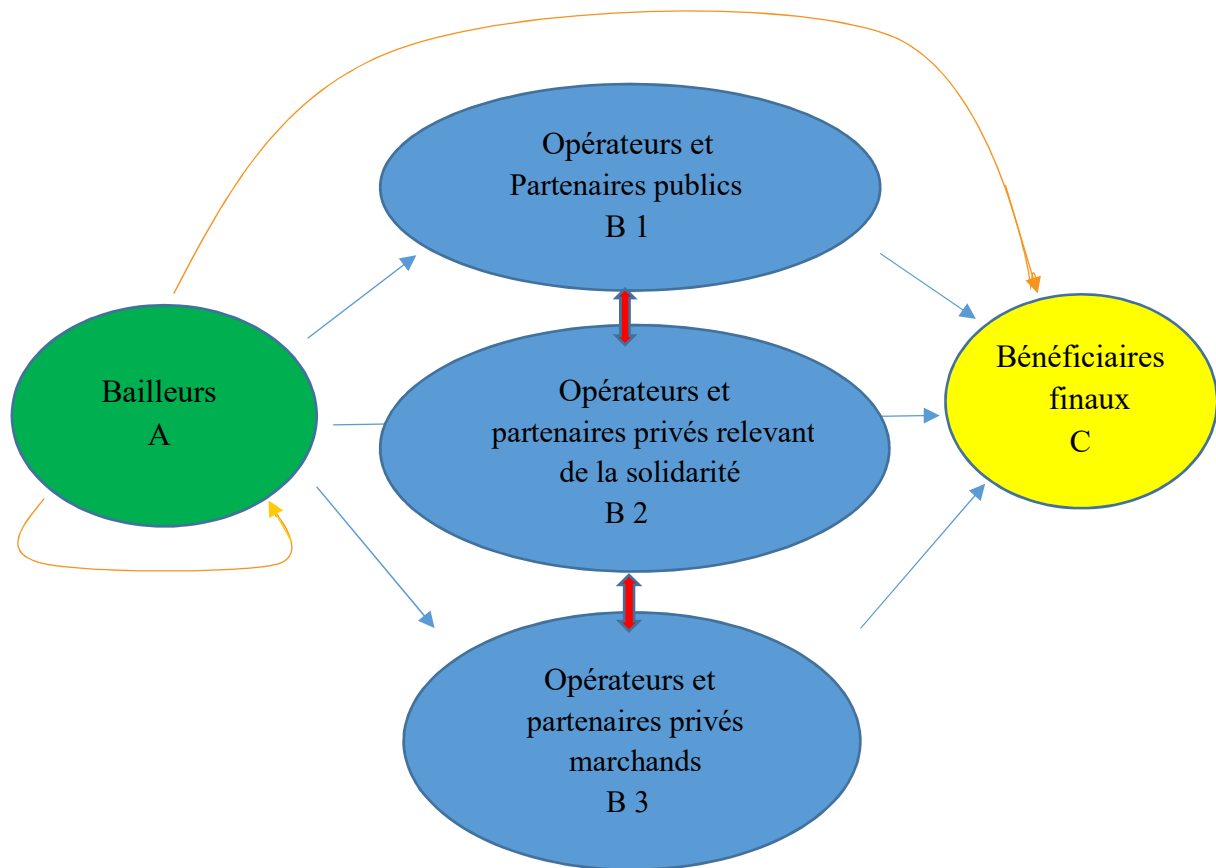 Opérateurs et
Partenaires publics
B 1
Bailleurs
A
Opérateurs et
partenaires privés relevant
de la solidarité
B 2
Bénéficiaires
finaux
C
Opérateurs et
partenaires privés
marchands
B 3